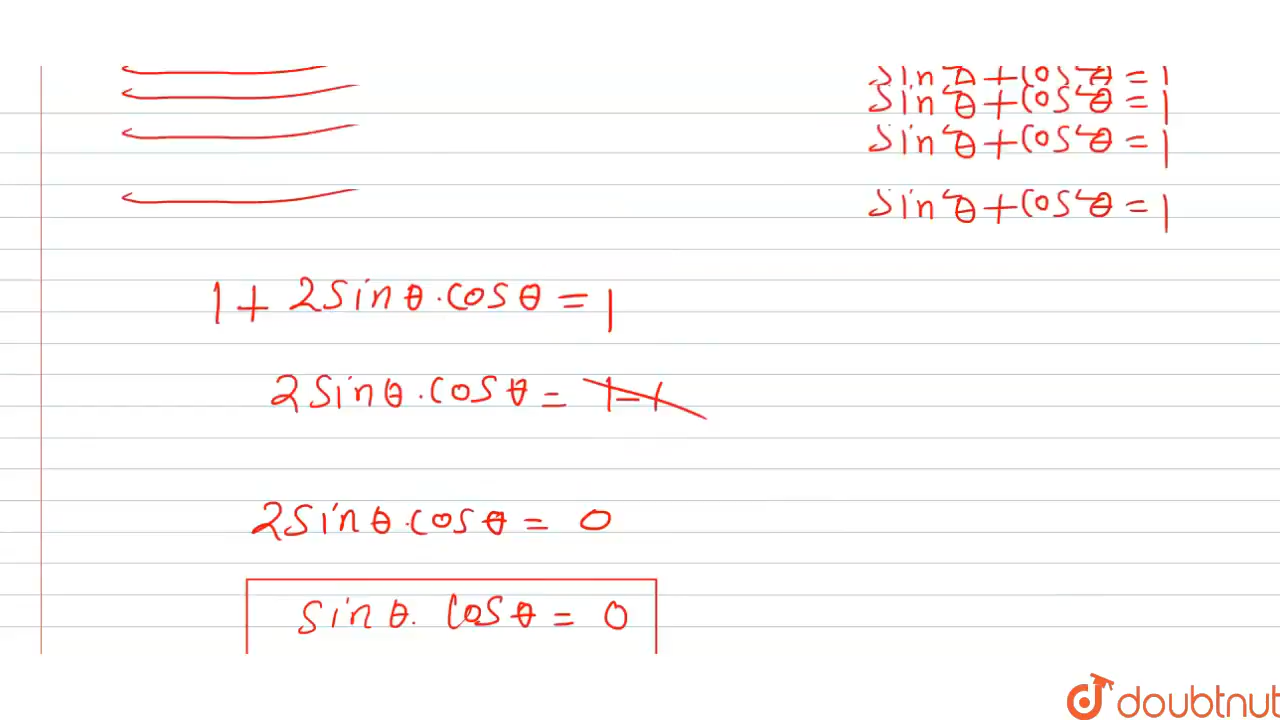 sin²θ + cos²θ = 1
sin²θ + cos²θ = 1
sin²θ + cos²θ = 1
sin²θ + cos²θ = 1
1 + 2sinθ.cosθ = 1
2sinθ.cosθ = 1-1
2sinθ.cosθ = 0
sinθ. cosθ = 0
doubtnut